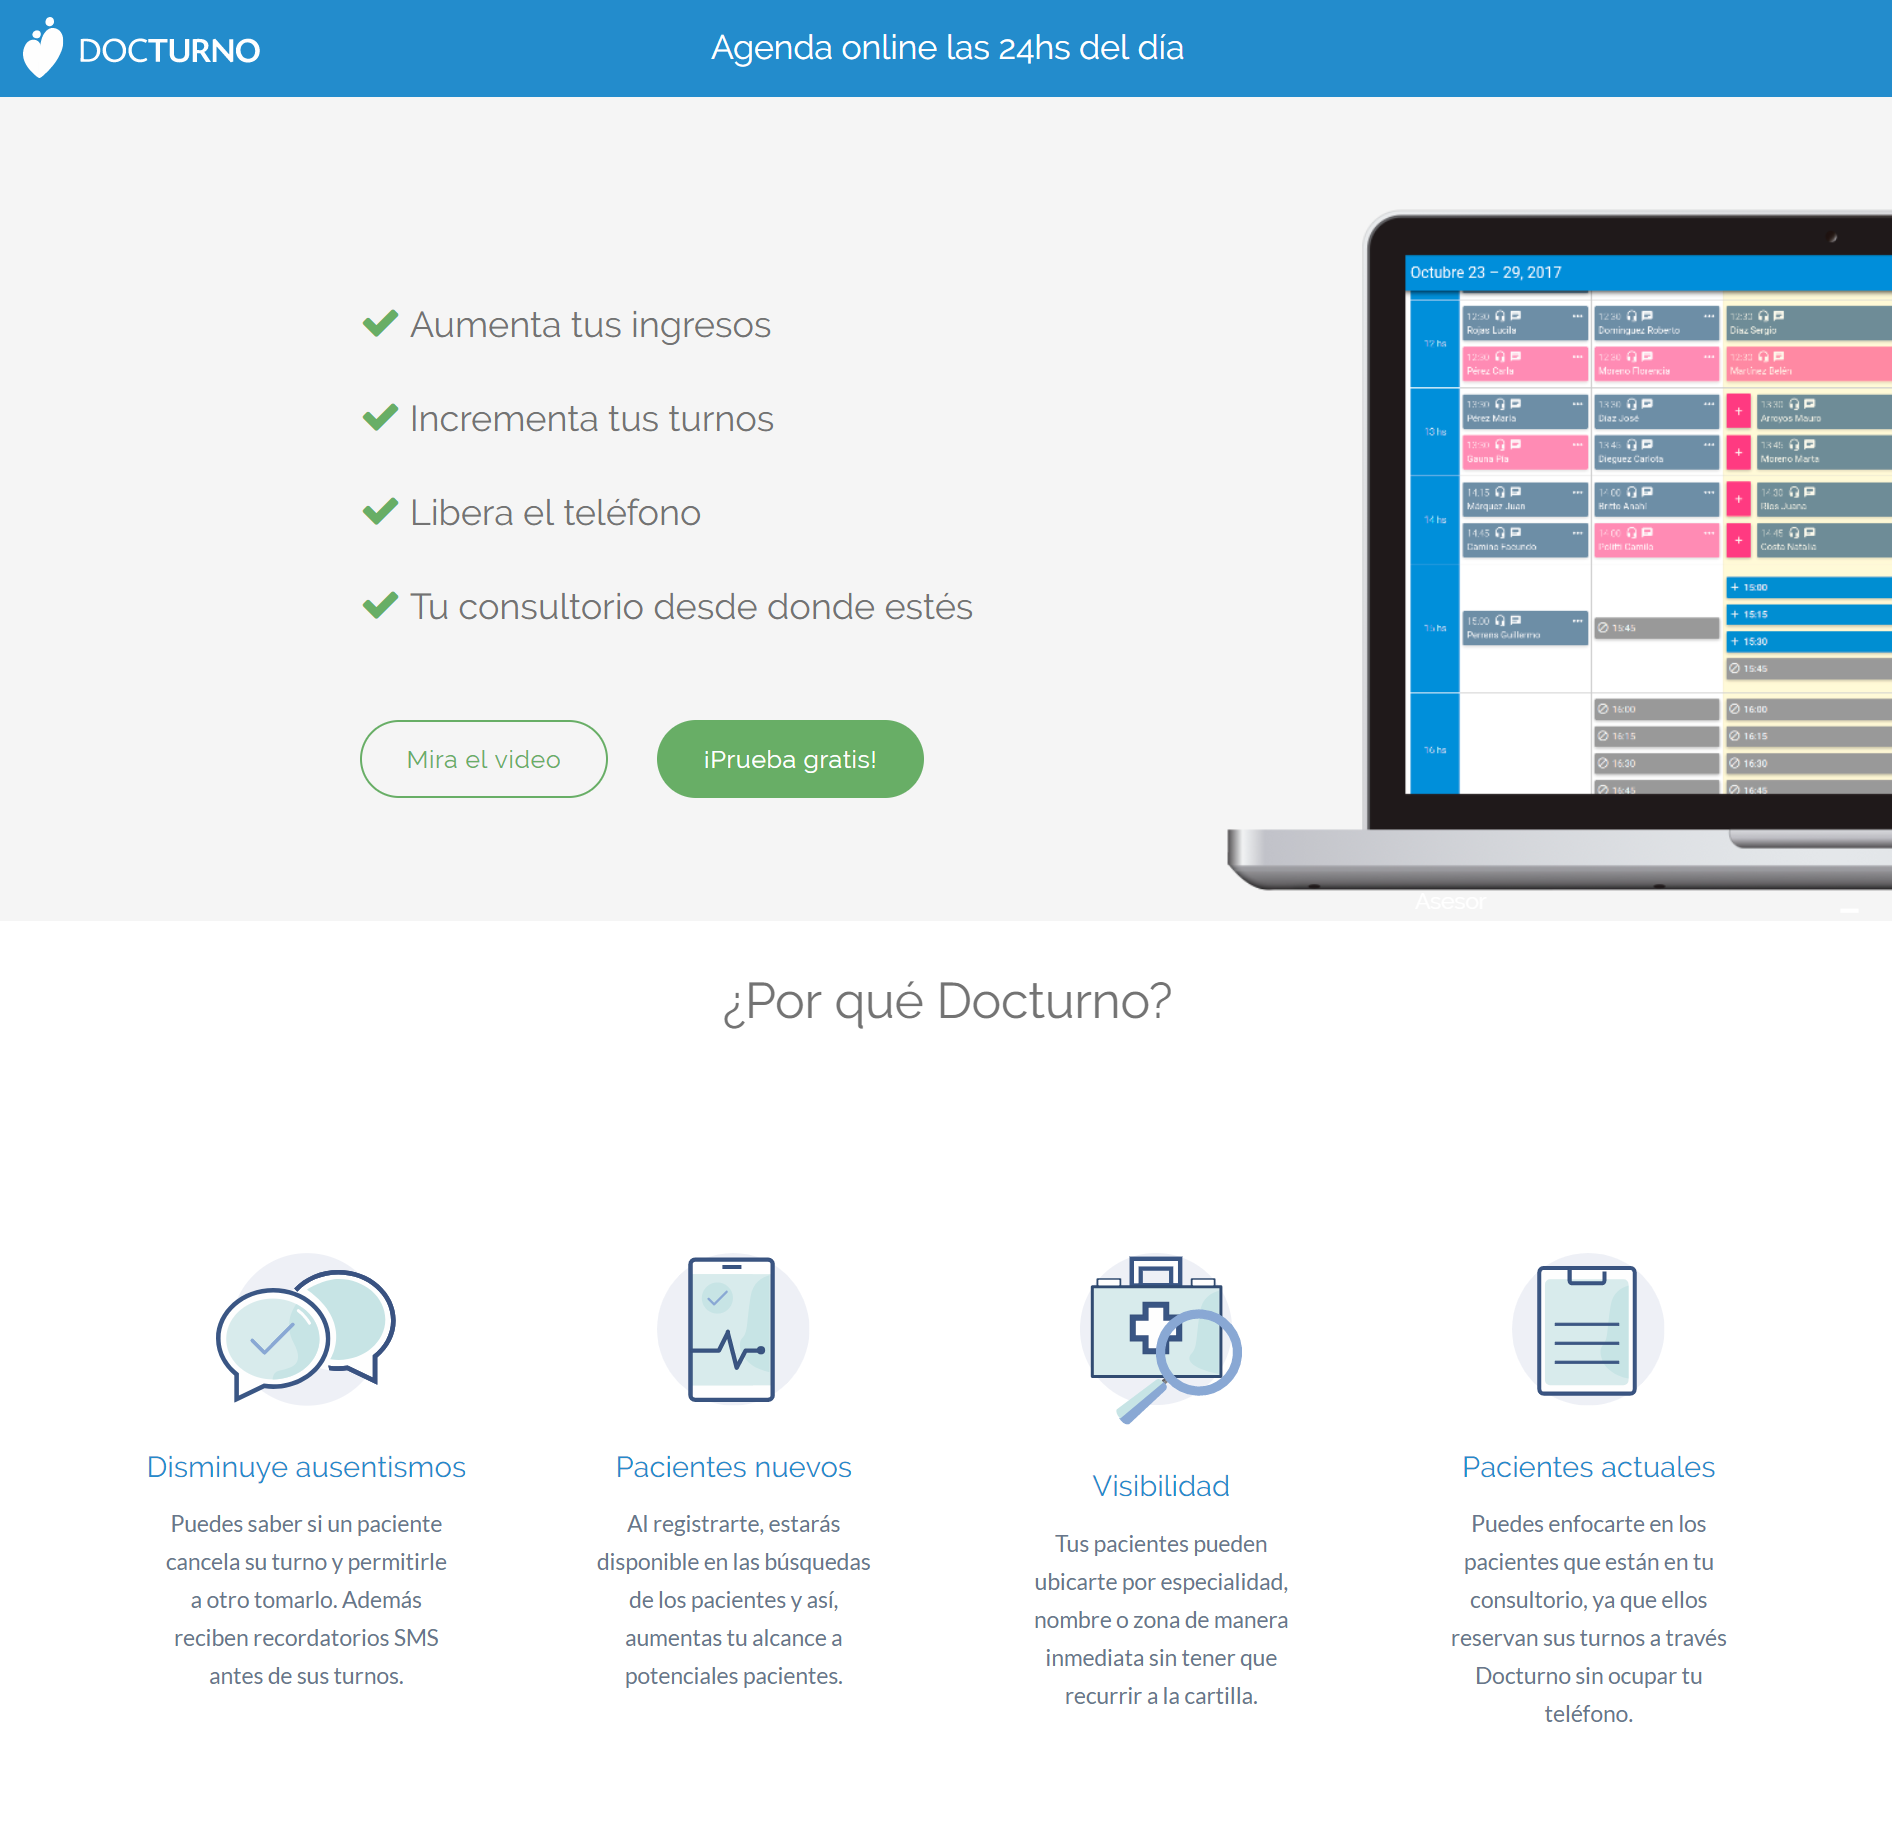 DOCTURNO
Agenda online las 24hs del día
Aumenta tus ingresos
Incrementa tus turnos
Libera el teléfono
Tu consultorio desde donde estés
Mira el video
¡Prueba gratis!
Octubre 23 – 29, 2017
12 hs
12:30
Rojas Lucila
12:30
Dominguez Roberto
12:30
Diaz Sergio
12:30
Pérez Carla
12:30
Moreno Florencia
12:30
Martínez Belén
13 hs
13:30
Pérez María
13:30
Díaz José
+
13:30
Arroyos Maura
13:30
Gauna Pia
13:45
Dieguez Carlota
+
13:45
Moreno Marta
14 hs
14:15
Márquez Juan
14:00
Britto Anahí
+
14:30
Rios Juana
14:45
Damina Facundo
14:00
Politti Camila
+
14:45
Costa Natalia
15 hs
15:00
Perrens Guillermo
15:45
+ 15:00
+ 15:15
+ 15:30
15:45
16 hs
16:00
16:15
16:30
16:45
16:00
16:15
16:30
16:45
Asesor
¿Por qué Docturno?
Disminuye ausentismos
Puedes saber si un paciente
cancela su turno y permitirle
a otro tomarlo. Además
reciben recordatorios SMS
antes de sus turnos.
Pacientes nuevos
Al registrarte, estarás
disponible en las búsquedas
de los pacientes y así,
aumentas tu alcance a
potenciales pacientes.
Visibilidad
Tus pacientes pueden
ubicarte por especialidad,
nombre o zona de manera
inmediata sin tener que
recurrir a la cartilla.
Pacientes actuales
Puedes enfocarte en los
pacientes que están en tu
consultorio, ya que ellos
reservan sus turnos a través
Docturno sin ocupar tu
teléfono.